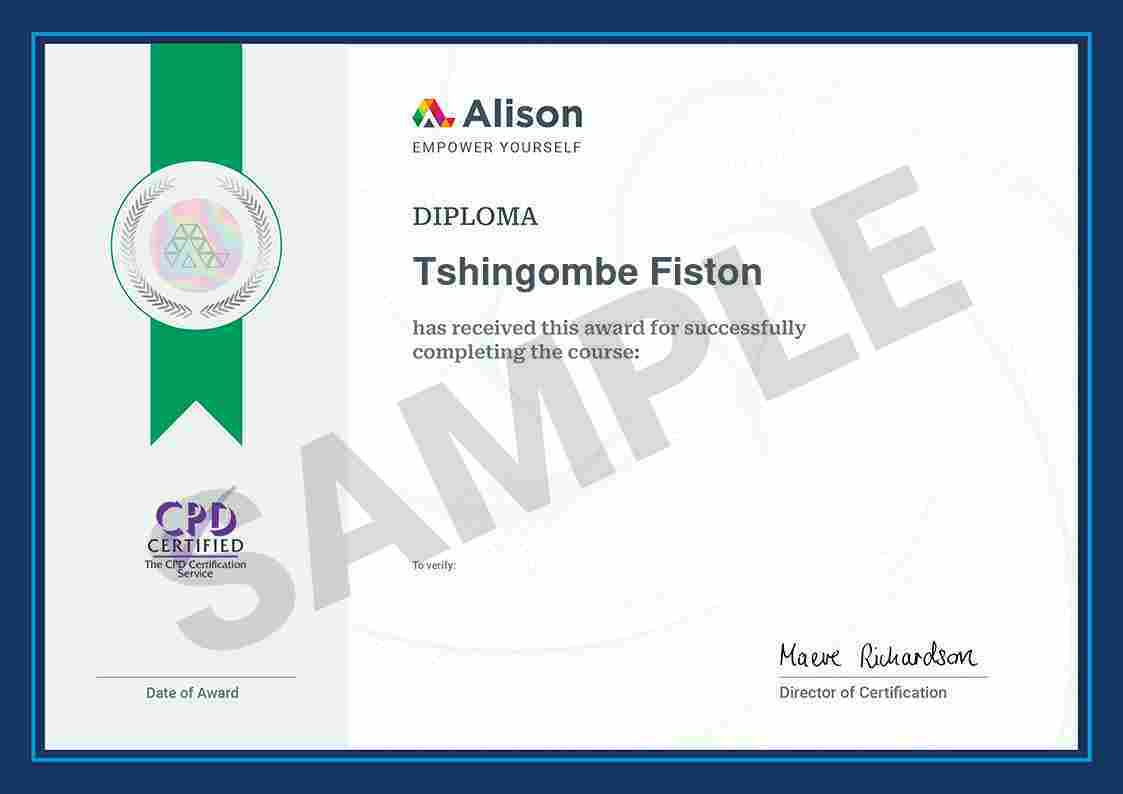 Alison
EMPOWER YOURSELF
DIPLOMA
Tshingombe Fiston
has received this award for successfully
completing the course:
SAMPLE
CPD
CERTIFIED
The CPD Certification
Service
To verify:
Maeve Richardson
Date of Award
Director of Certification